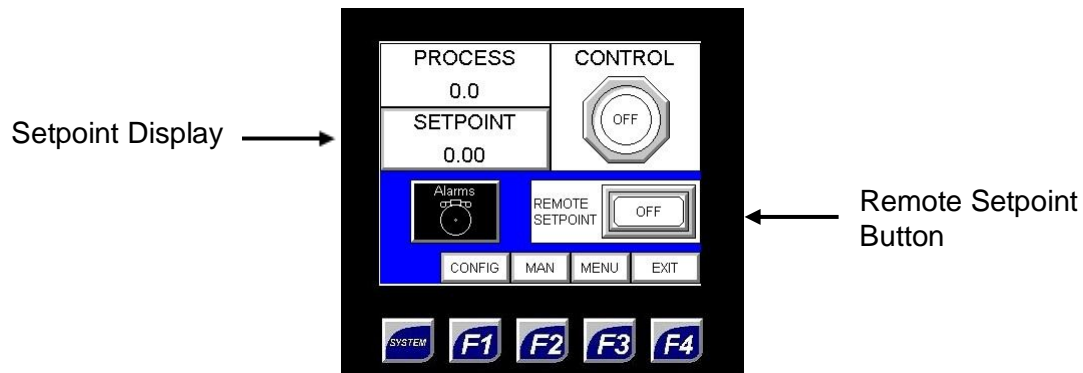 PROCESS
0.0
CONTROL
OFF
Setpoint Display
SETPOINT
0.00
Alarms
REMOTE
SETPOINT
OFF
Remote Setpoint
Button
CONFIG MAN MENU EXIT
SYSTEM F1 F2 F3 F4